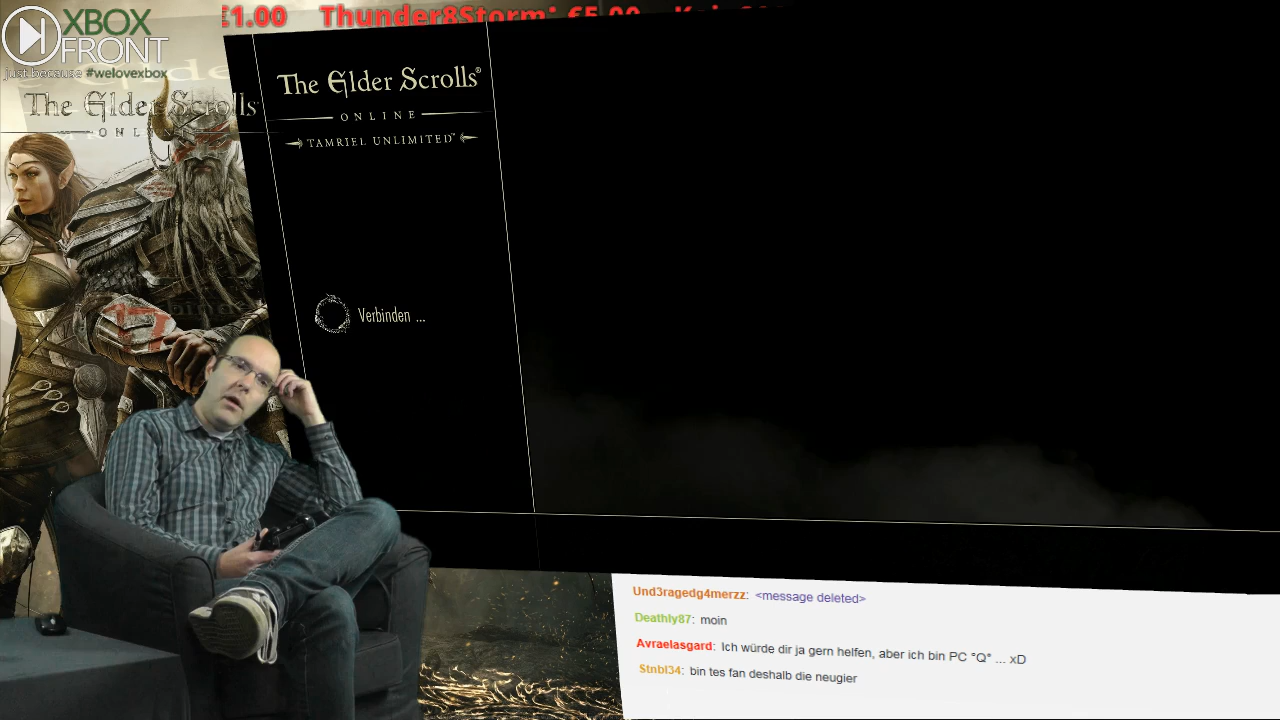 €1.00 Thunder8Storm: €5.00
XBOX
FRONT
just because #welovexbox
The Elder Scrolls
ONLINE
The Elder Scrolls®
ONLINE
TAMRIEL UNLIMITED™
Verbinden ...
Und3ragedg4merzz: <message deleted>
Deathly87: moin
Avraelasgard: Ich würde dir ja gern helfen, aber ich bin PC °Q° ... xD
Stnbl34: bin tes fan deshalb die neugier